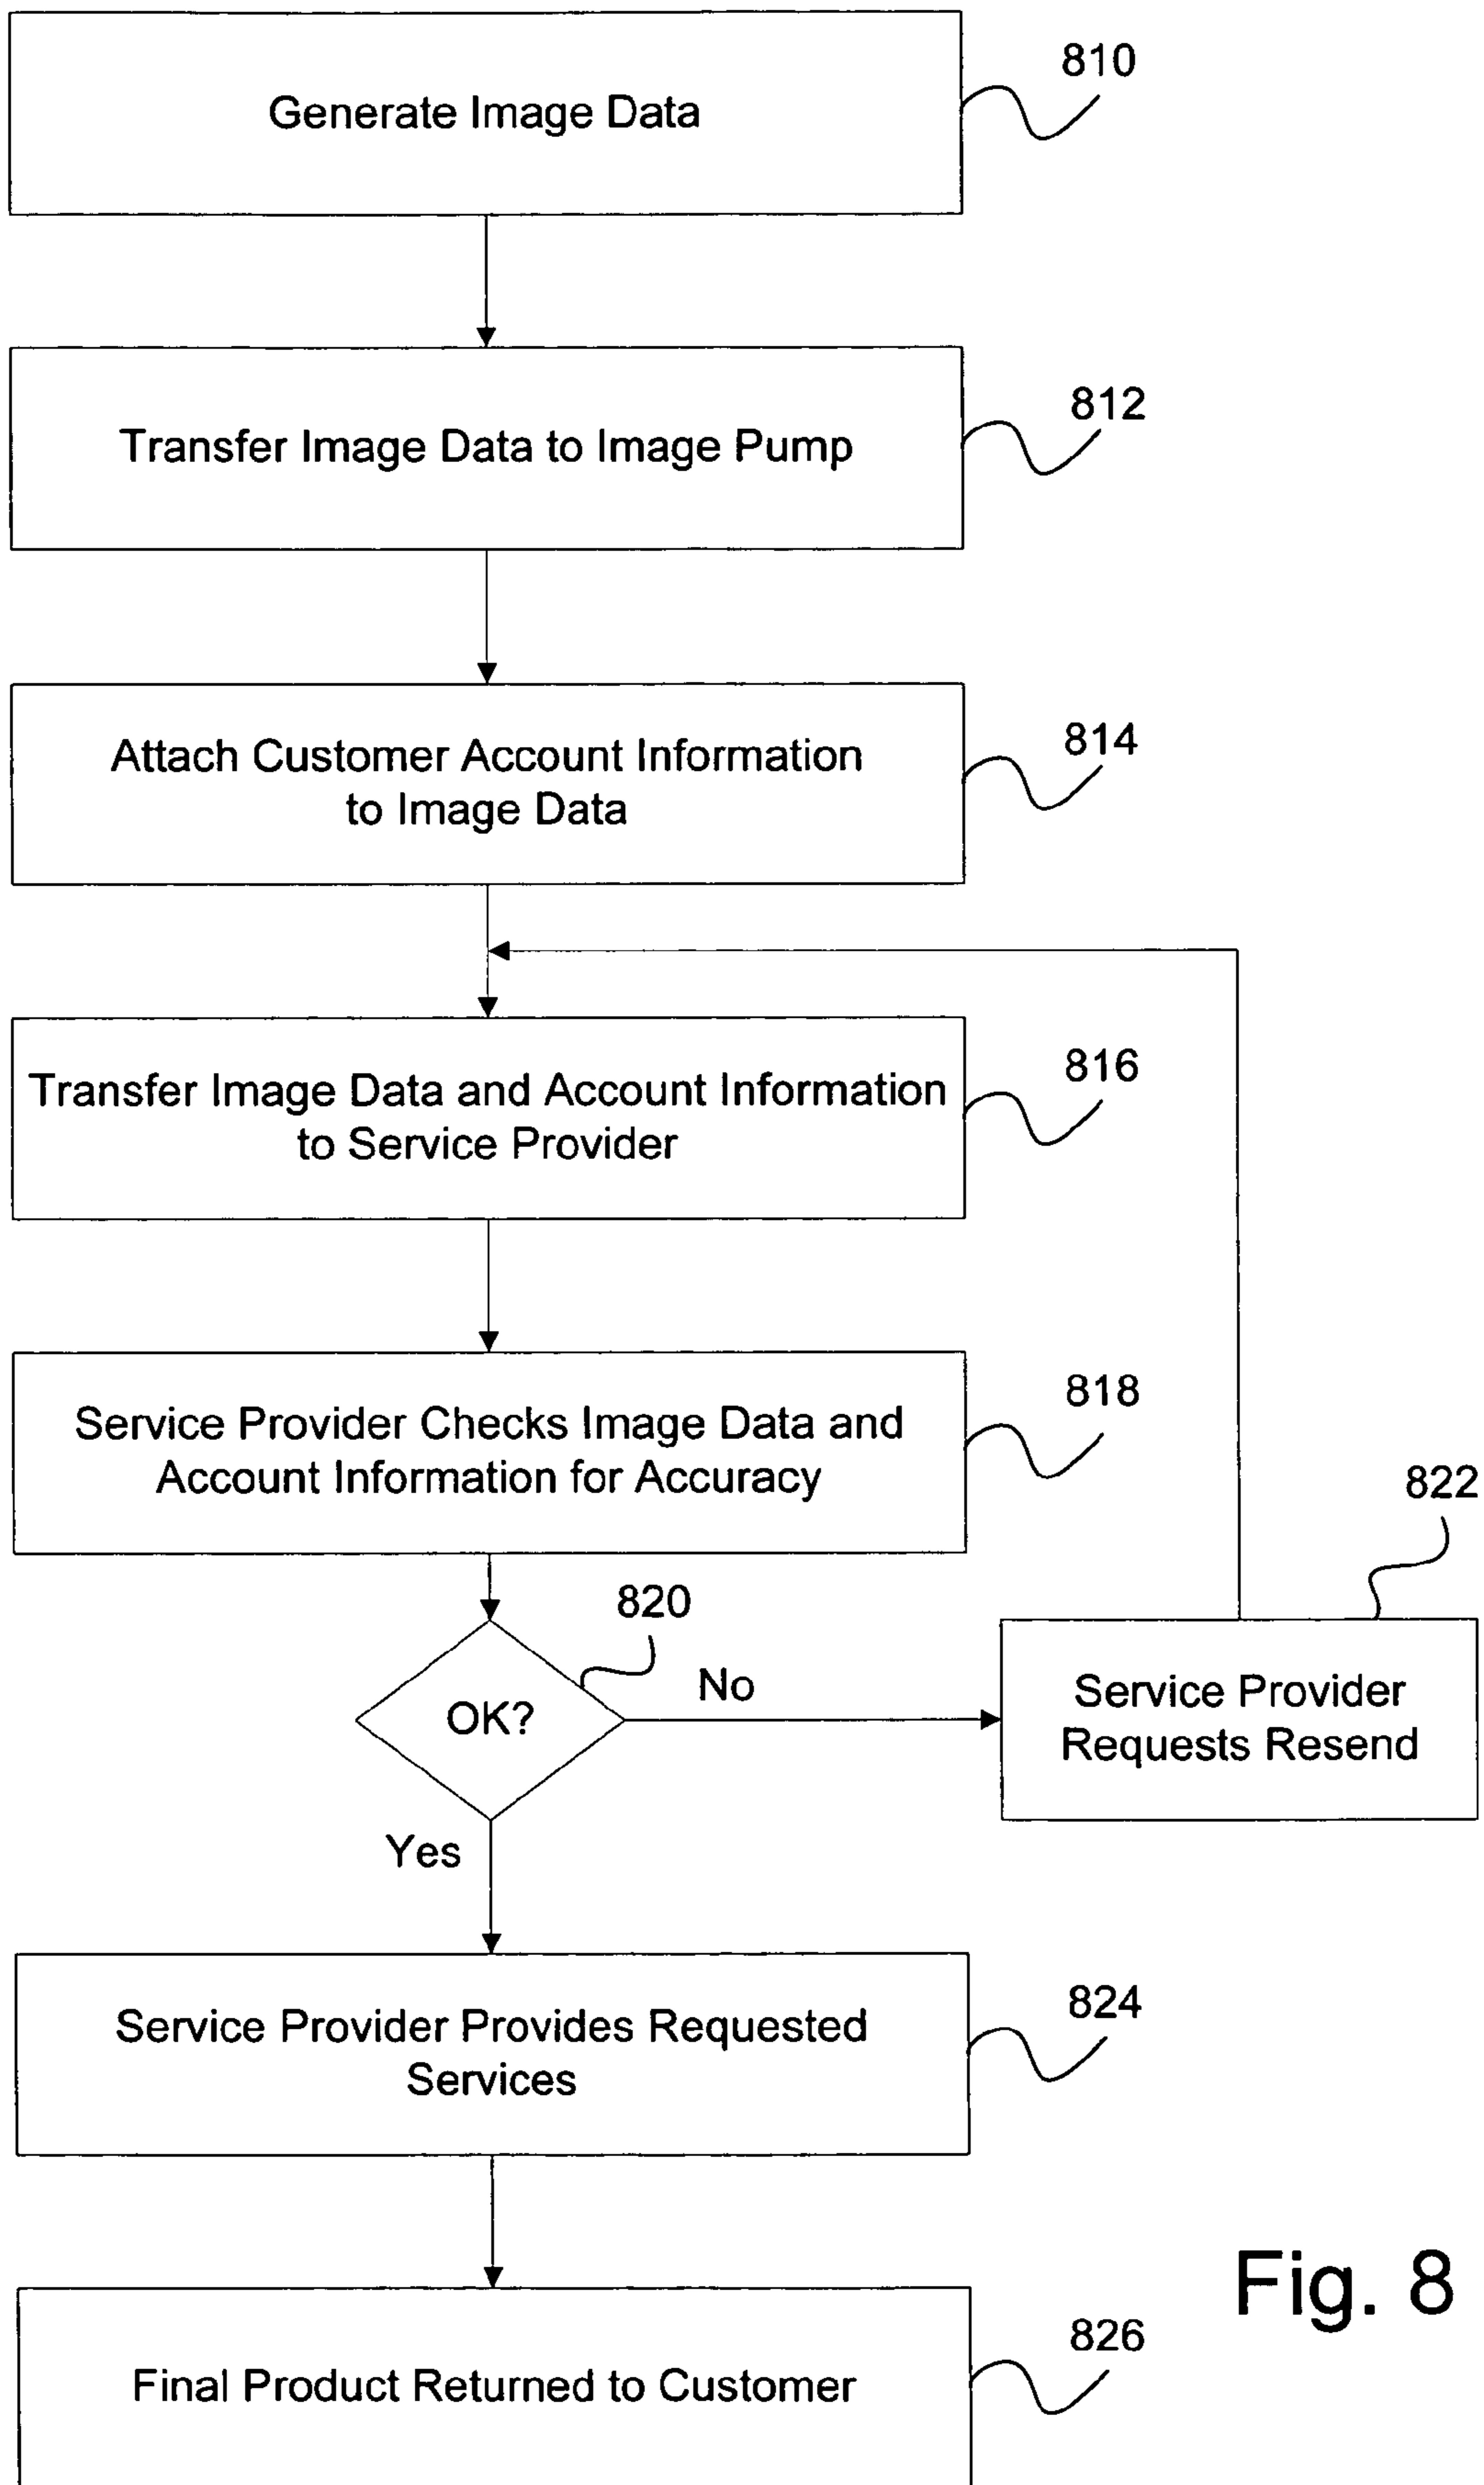 Generate Image Data
810
Transfer Image Data to Image Pump
812
Attach Customer Account Information
to Image Data
814
Transfer Image Data and Account Information
to Service Provider
816
Service Provider Checks Image Data and
Account Information for Accuracy
818
OK?
820
No
Service Provider
Requests Resend
822
Yes
Service Provider Provides Requested
Services
824
Final Product Returned to Customer
826
Fig. 8